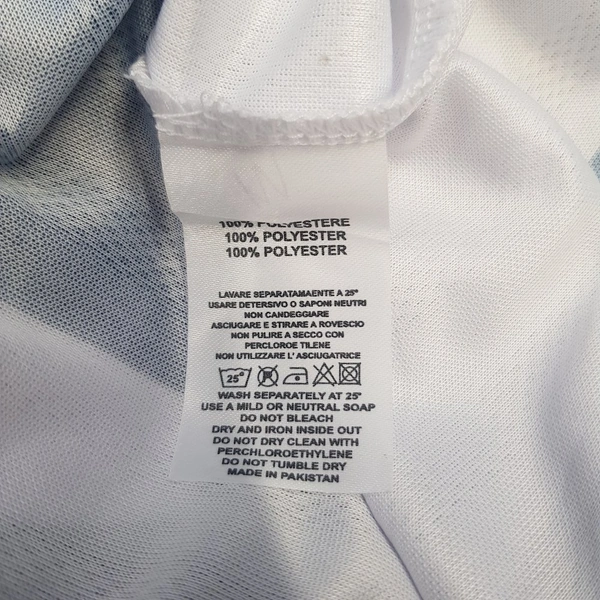 100% POLYESTERE
100% POLYESTER
100% POLYESTER
LAVARE SEPARATAMAENTE A 25°
USARE DETERSIVO O SAPONI NEUTRI
NON CANDEGGIARE
ASCIUGARE E STIRARE A ROVESCIO
NON PULIRE A SECCO CON
PERCLOROE TILENE
NON UTILIZZARE L' ASCIUGATRICE
25°
WASH SEPARATELY AT 25°
USE A MILD OR NEUTRAL SOAP
DO NOT BLEACH
DRY AND IRON INSIDE OUT
DO NOT DRY CLEAN WITH
PERCHLOROETHYLENE
DO NOT TUMBLE DRY
MADE IN PAKISTAN